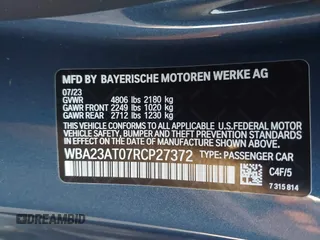 MFD BY BAYERISCHE MOTOREN WERKE AG
07/23
GVWR 4806 lbs 2180 kg
GAWR FRONT 2249 lbs 1020 kg
GAWR REAR 2712 lbs 1230 kg
THIS VEHICLE CONFORMS TO ALL APPLICABLE U.S. FEDERAL MOTOR
VEHICLE SAFETY, BUMPER, AND THEFT PREVENTION STANDARDS
IN EFFECT ON THE DATE OF MANUFACTURE SHOWN ABOVE.
WBA23AT07RCP27372 TYPE: PASSENGER CAR
C4F/5
7 315 814
DREAMBID